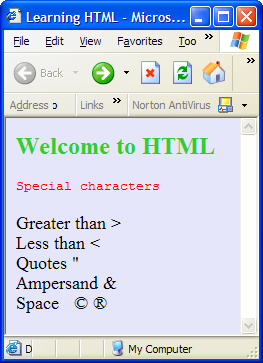 Learning HTML - Micros...
File Edit View Favorites Too »
Back »
Address » Links » Norton AntiVirus
Welcome to HTML
Special characters
Greater than >
Less than <
Quotes "
Ampersand &
Space © ®
D My Computer